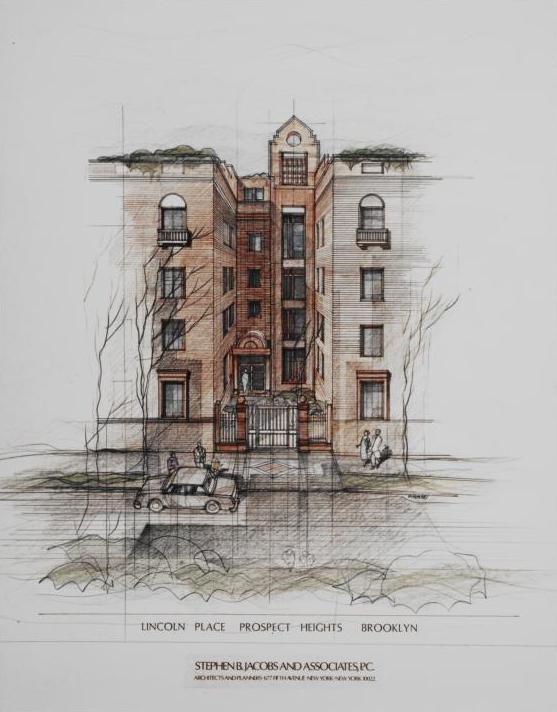 LINCOLN PLACE PROSPECT HEIGHTS BROOKLYN
STEPHEN B. JACOBS AND ASSOCIATES, P.C.
ARCHITECTS AND PLANNERS · 677 FIFTH AVENUE · NEW YORK · NEW YORK 10022